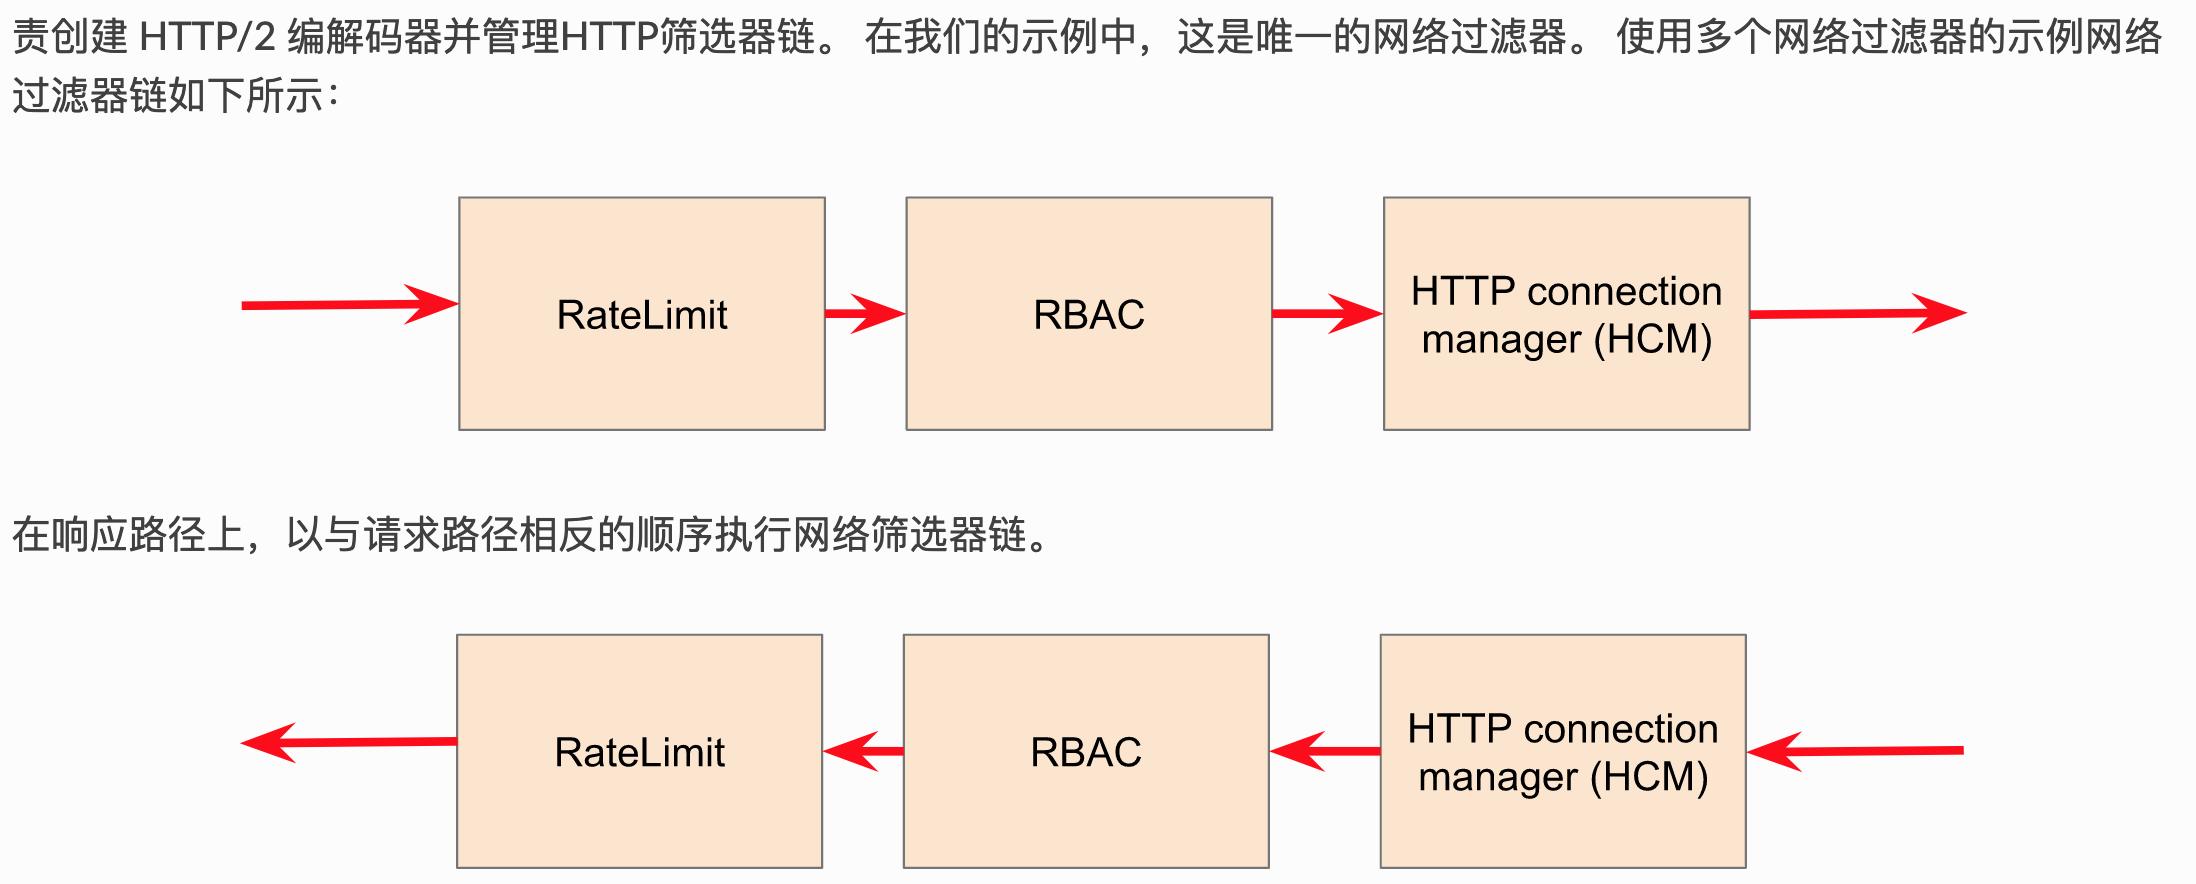 责创建 HTTP/2 编解码器并管理HTTP筛选器链。 在我们的示例中，这是唯一的网络过滤器。 使用多个网络过滤器的示例网络
过滤器链如下所示：
RateLimit
RBAC
HTTP connection
manager (HCM)
在响应路径上，以与请求路径相反的顺序执行网络筛选器链。
RateLimit
RBAC
HTTP connection
manager (HCM)